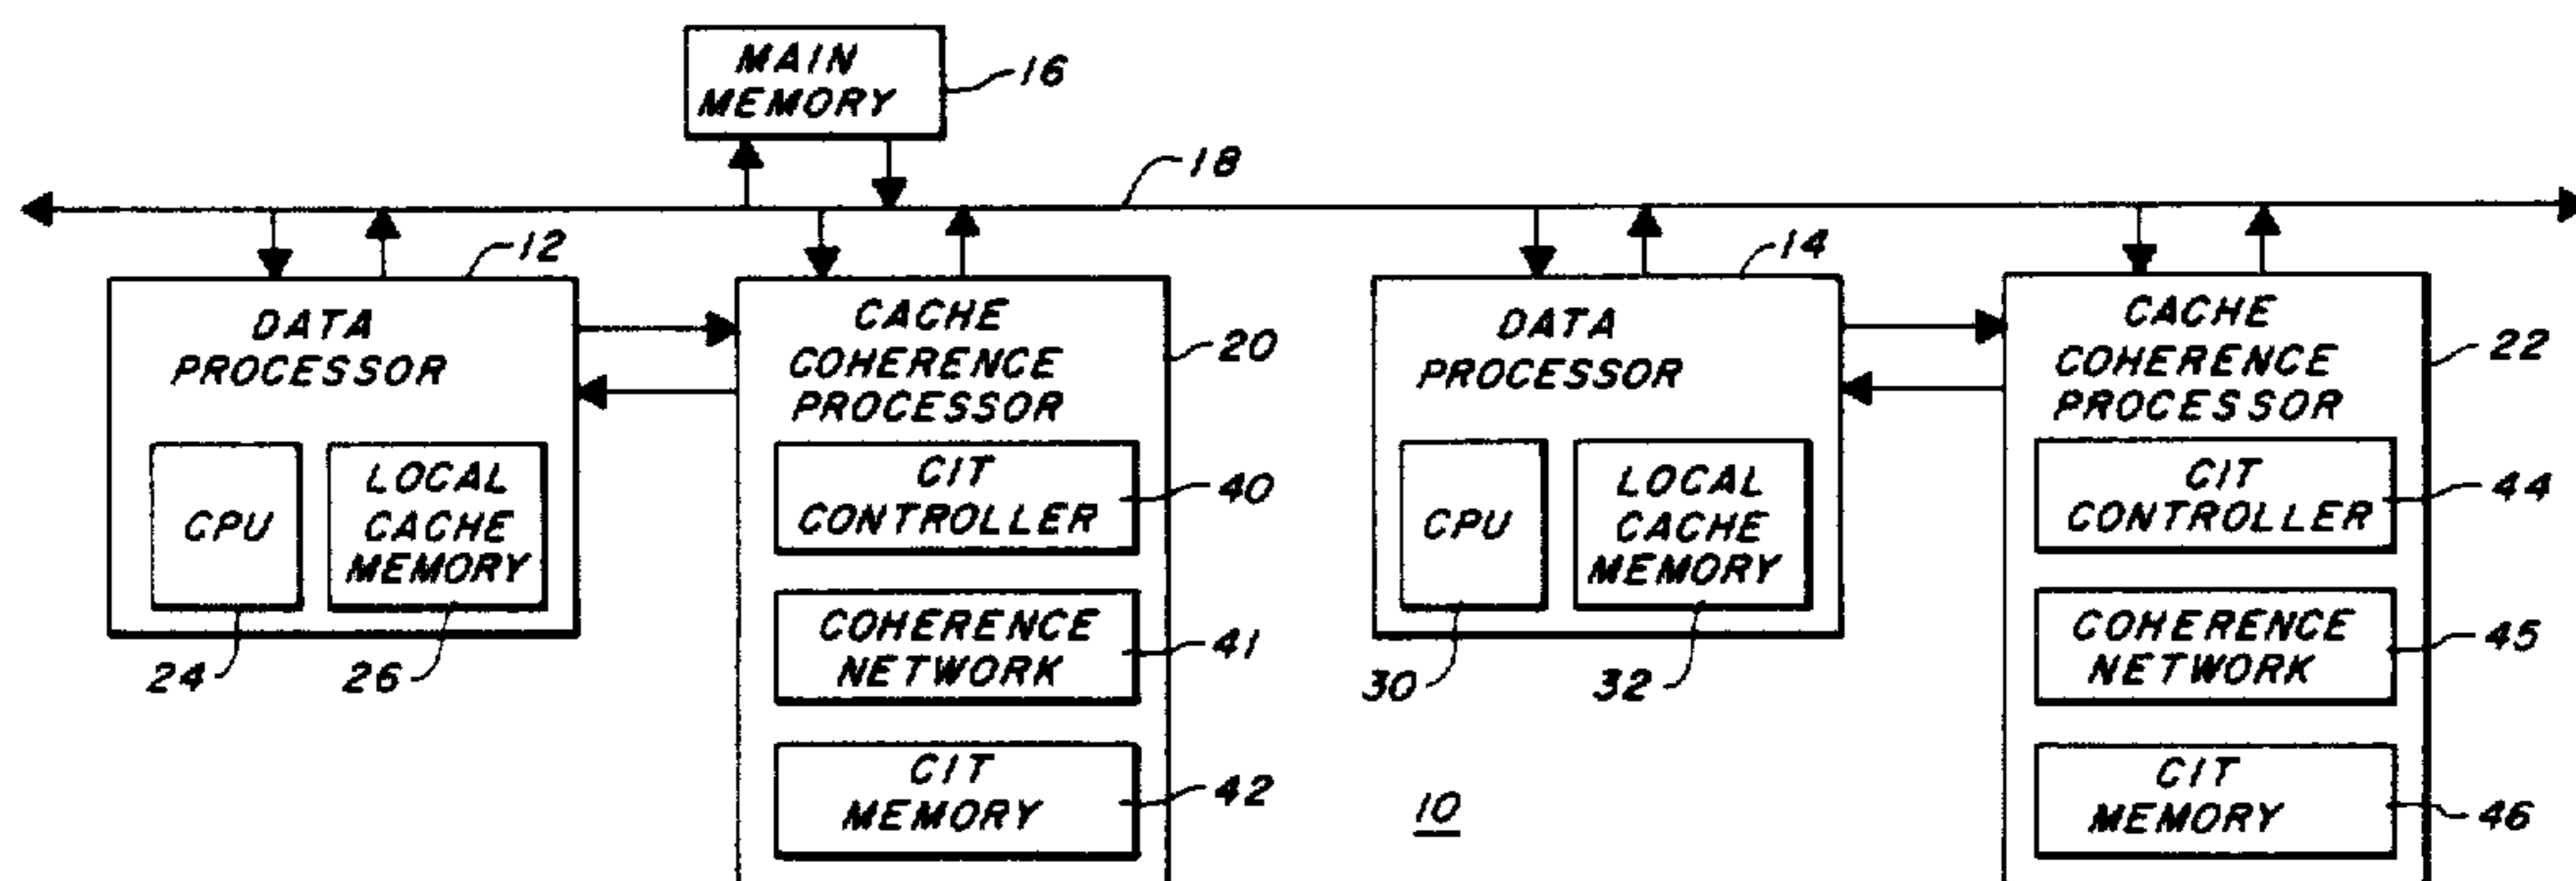 MAIN
MEMORY
16
18
12
DATA
PROCESSOR
CPU
LOCAL
CACHE
MEMORY
24
26
CACHE
COHERENCE
PROCESSOR
20
CIT
CONTROLLER
40
COHERENCE
NETWORK
41
CIT
MEMORY
42
14
DATA
PROCESSOR
CPU
LOCAL
CACHE
MEMORY
30
32
10
CACHE
COHERENCE
PROCESSOR
22
CIT
CONTROLLER
44
COHERENCE
NETWORK
45
CIT
MEMORY
46